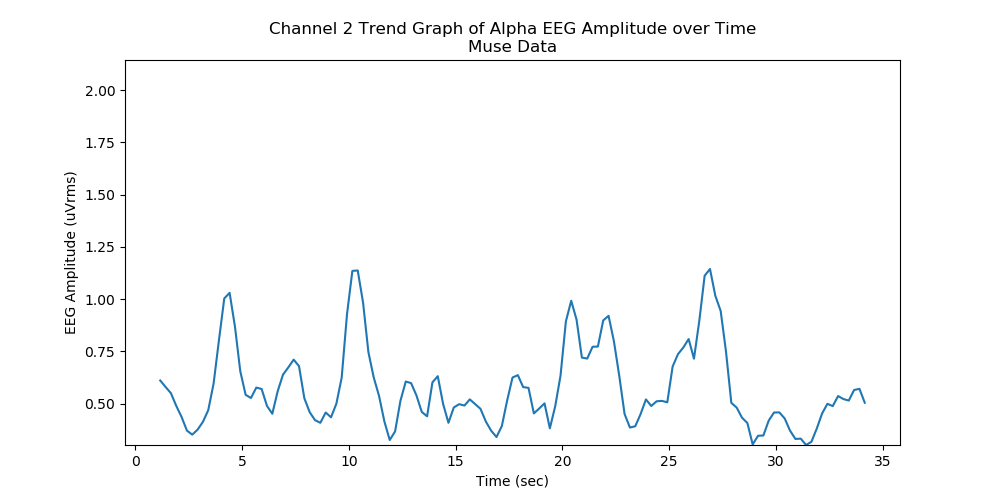 Channel 2 Trend Graph of Alpha EEG Amplitude over Time
Muse Data
EEG Amplitude (uVrms)
2.00
1.75
1.50
1.25
1.00
0.75
0.50
0 5 10 15 20 25 30 35
Time (sec)